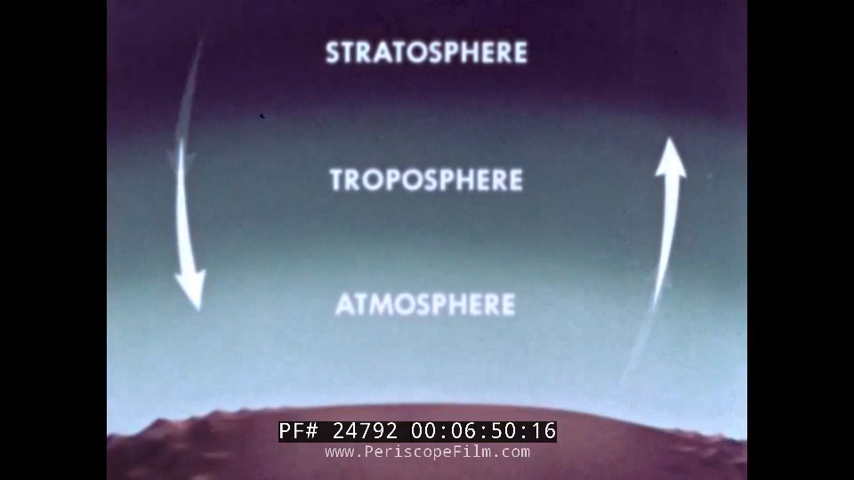 STRATOSPHERE
TROPOSPHERE
ATMOSPHERE
PF# 24792 00:06:50:16
www.PeriscopeFilm.com